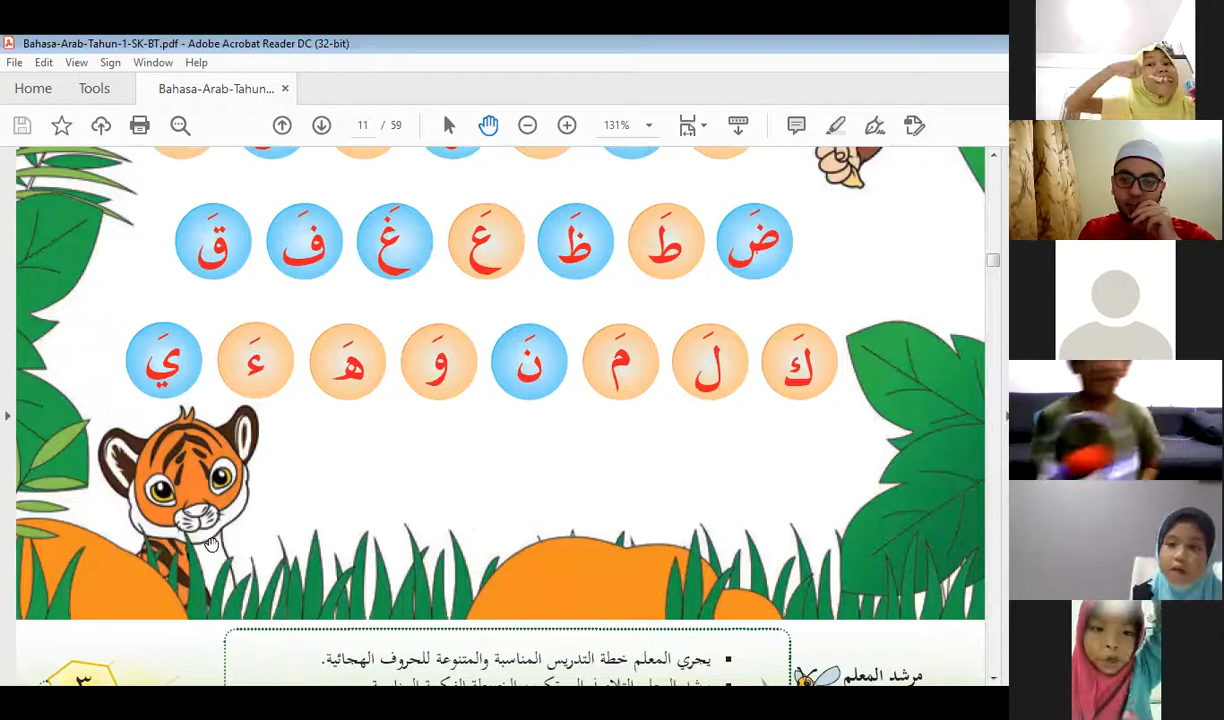 Bahasa-Arab-Tahun-1-SK-BT.pdf - Adobe Acrobat Reader DC (32-bit)
File Edit View Sign Window Help
Home Tools Bahasa-Arab-Tahun... ×
11 / 59 131%
ضَ طَ ظَ عَ غَ فَ قَ
كَ لَ مَ نَ وَ هَـ ءَ يَ
▪ يجري المعلم خطة التدريس المناسبة والمتنوعة للحروف الهجائية.
مرشد المعلم
٣